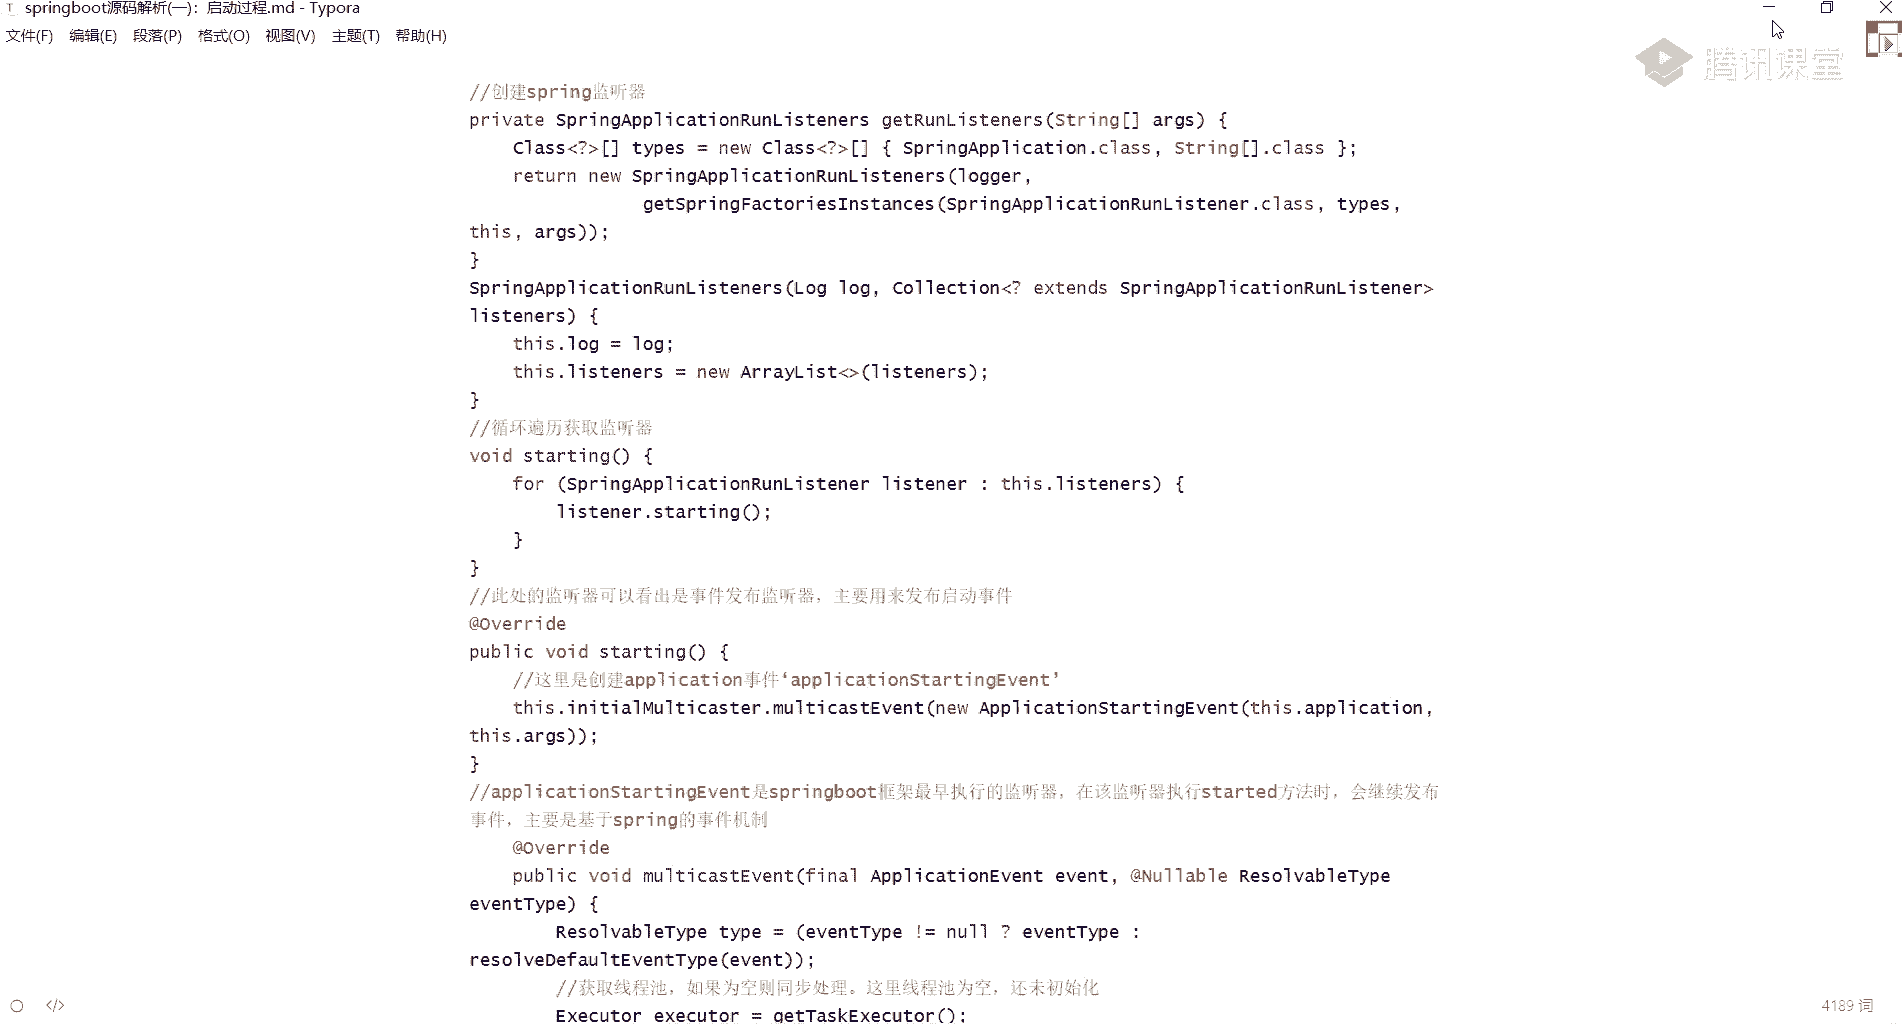 springboot源码解析(一)：启动过程.md - Typora
文件(F) 编辑(E) 段落(P) 格式(O) 视图(V) 主题(T) 帮助(H)
腾讯课堂
//创建spring监听器
private SpringApplicationRunListeners getRunListeners(String[] args) {
Class<?>[] types = new Class<?>[] { SpringApplication.class, String[].class };
return new SpringApplicationRunListeners(logger,
getSpringFactoriesInstances(SpringApplicationRunListener.class, types,
this, args));
}
SpringApplicationRunListeners(Log log, Collection<? extends SpringApplicationRunListener>
listeners) {
this.log = log;
this.listeners = new ArrayList<>(listeners);
}
//循环遍历获取监听器
void starting() {
for (SpringApplicationRunListener listener : this.listeners) {
listener.starting();
}
}
//此处的监听器可以看出是事件发布监听器，主要用来发布启动事件
@Override
public void starting() {
//这里是创建application事件‘applicationStartingEvent’
this.initialMulticaster.multicastEvent(new ApplicationStartingEvent(this.application,
this.args));
}
//applicationStartingEvent是springboot框架最早执行的监听器，在该监听器执行started方法时，会继续发布
事件，主要是基于spring的事件机制
@Override
public void multicastEvent(final ApplicationEvent event, @Nullable ResolvableType
eventType) {
ResolvableType type = (eventType != null ? eventType :
resolveDefaultEventType(event));
//获取线程池，如果为空则同步处理。这里线程池为空，还未初始化
Executor executor = getTaskExecutor();
</> 4189 词